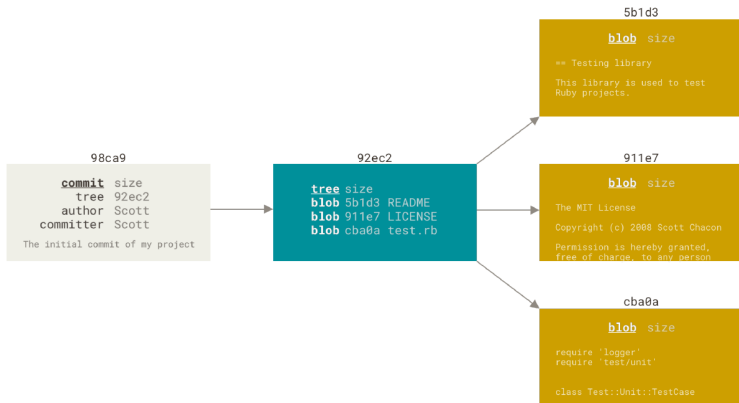 5b1d3
blob size
== Testing library
This library is used to test
Ruby projects.
98ca9
commit size
tree 92ec2
author Scott
committer Scott
The initial commit of my project
92ec2
tree size
blob 5b1d3 README
blob 911e7 LICENSE
blob cba0a test.rb
911e7
blob size
The MIT License
Copyright (c) 2008 Scott Chacon
Permission is hereby granted,
free of charge, to any person
cba0a
blob size
require 'logger'
require 'test/unit'
class Test::Unit::TestCase